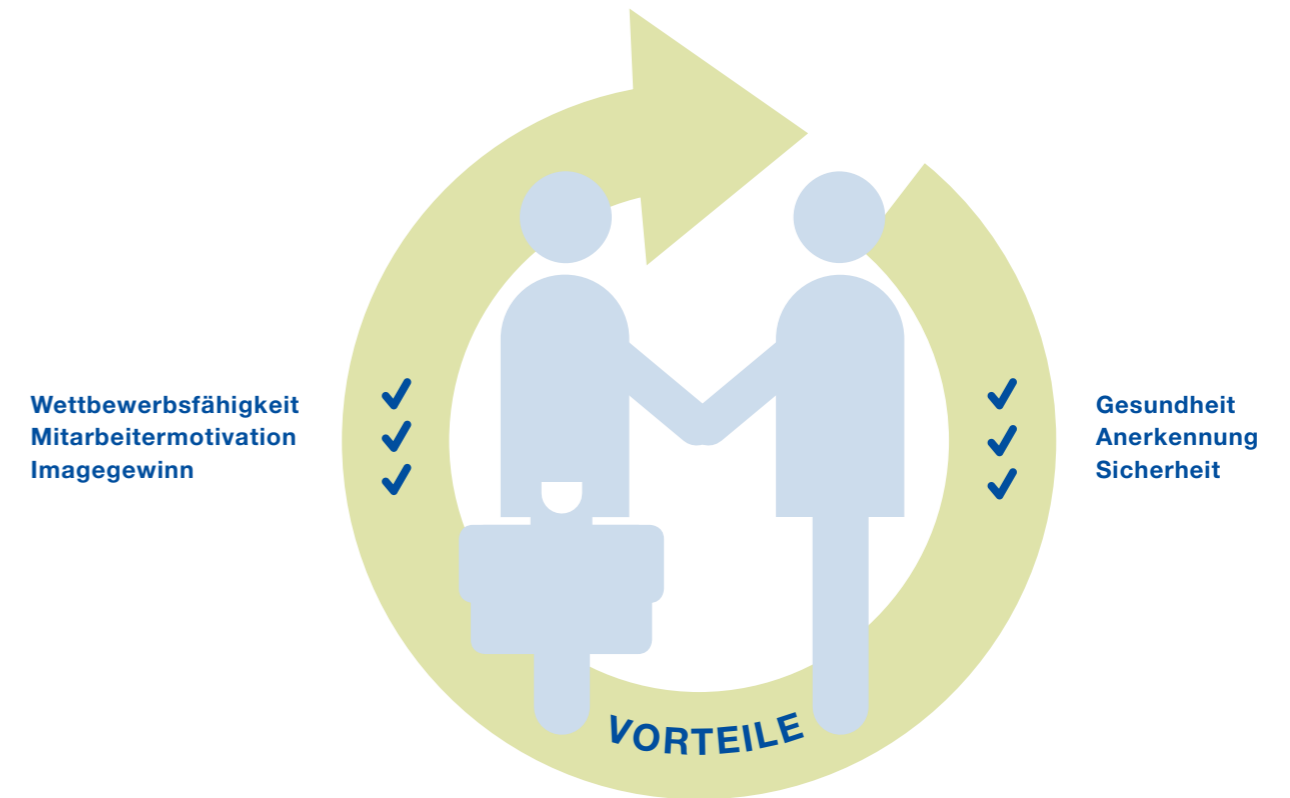 Wettbewerbsfähigkeit
Mitarbeitermotivation
Imagegewinn
Gesundheit
Anerkennung
Sicherheit
VORTEILE